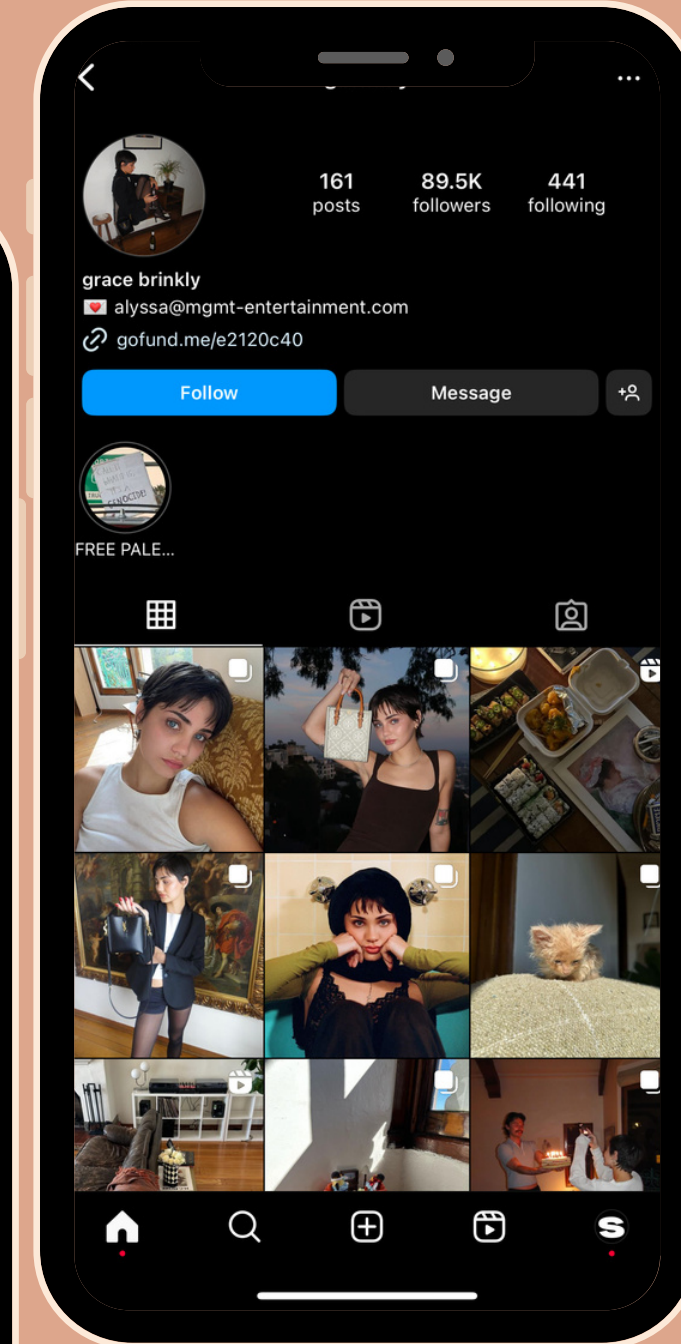 161
89.5K
441
posts
followers
following
grace brinkly
💌 alyssa@mgmt-entertainment.com
gofund.me/e2120c40
Follow
Message
GENOCIDE!
FREE PALE...
S